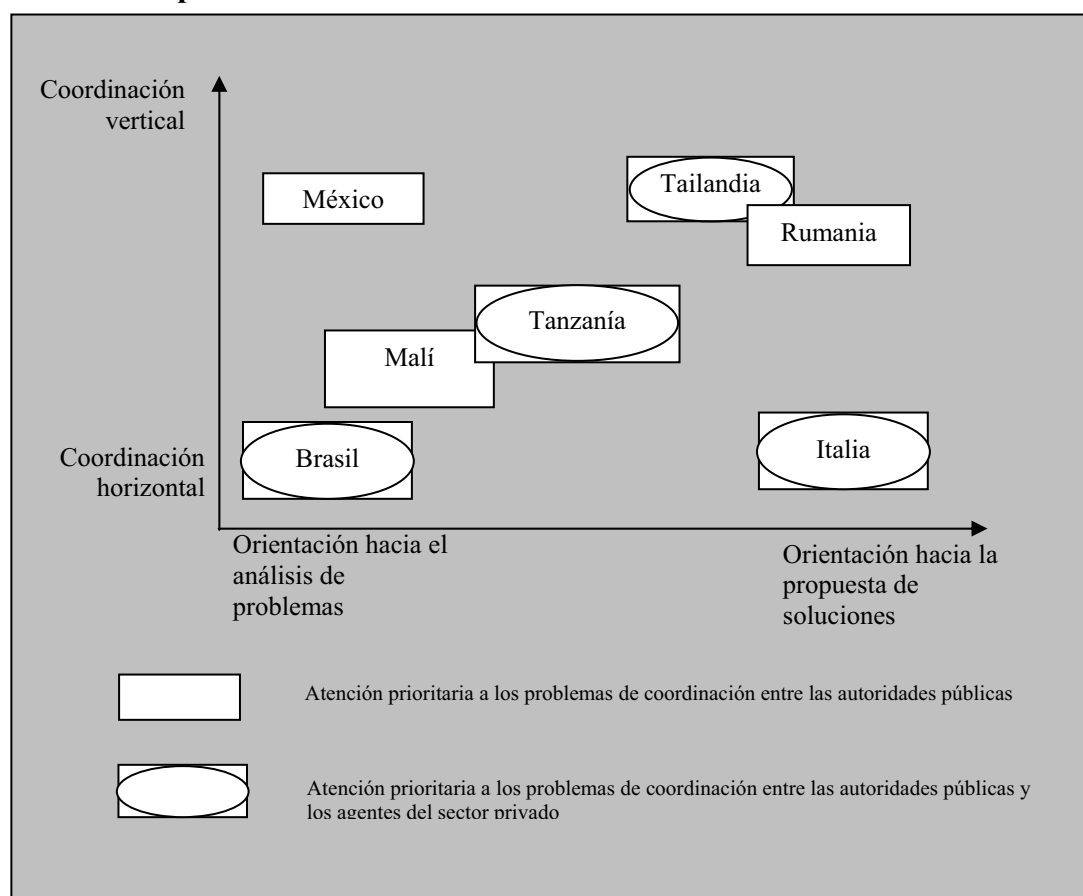 Coordinación
vertical
México
Tailandia
Rumania
Tanzanía
Malí
Coordinación
horizontal
Brasil
Italia
Orientación hacia el
análisis de
problemas
Orientación hacia la
propuesta de
soluciones
Atención prioritaria a los problemas de coordinación entre las autoridades públicas
Atención prioritaria a los problemas de coordinación entre las autoridades públicas y
los agentes del sector privado